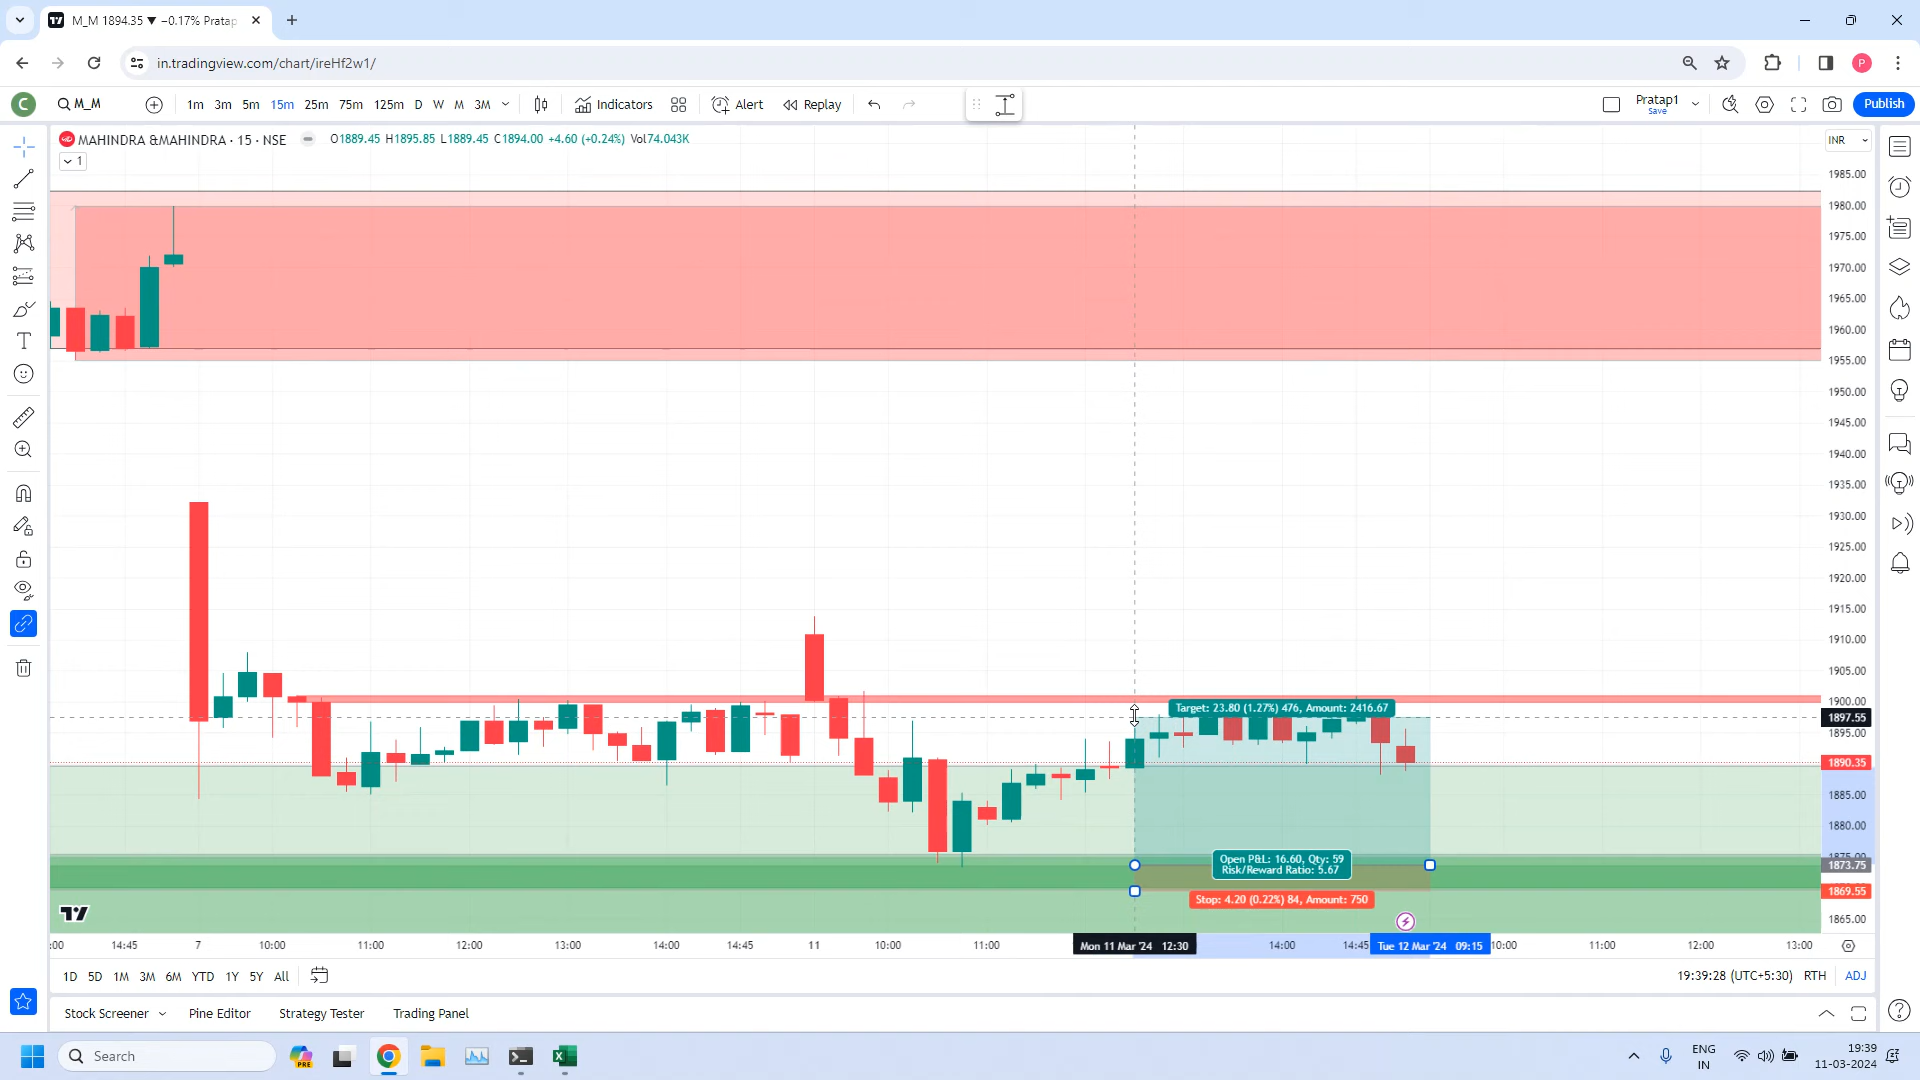 M_M 1894.35 ▼ −0.17% Pratap
in.tradingview.com/chart/ireHf2w1/
P
C
M_M
1m 3m 5m 15m 25m 75m 125m D W M 3M
Indicators
Alert
Replay
Pratap1
Save
Publish
MAHINDRA &MAHINDRA · 15 · NSE
O1889.45 H1895.85 L1889.45 C1894.00 +4.60 (+0.24%) Vol74.043K
1
INR
1985.00
1980.00
1975.00
1970.00
1965.00
1960.00
1955.00
1950.00
1945.00
1940.00
1935.00
1930.00
1925.00
1920.00
1915.00
1910.00
1905.00
1900.00
1897.55
1895.00
1890.35
1885.00
1880.00
1873.75
1869.55
1865.00
Target: 23.80 (1.27%) 476, Amount: 2416.67
Open P&L: 16.60, Qty: 59
Risk/Reward Ratio: 5.67
Stop: 4.20 (0.22%) 84, Amount: 750
:00 14:45 7 10:00 11:00 12:00 13:00 14:00 14:45 11 10:00 11:00 Mon 11 Mar '24 12:30 14:00 14:45 Tue 12 Mar '24 09:15 10:00 11:00 12:00 13:00
1D 5D 1M 3M 6M YTD 1Y 5Y All
19:39:28 (UTC+5:30) RTH ADJ
Stock Screener Pine Editor Strategy Tester Trading Panel
Search
PRE
ENG
IN
19:39
11-03-2024